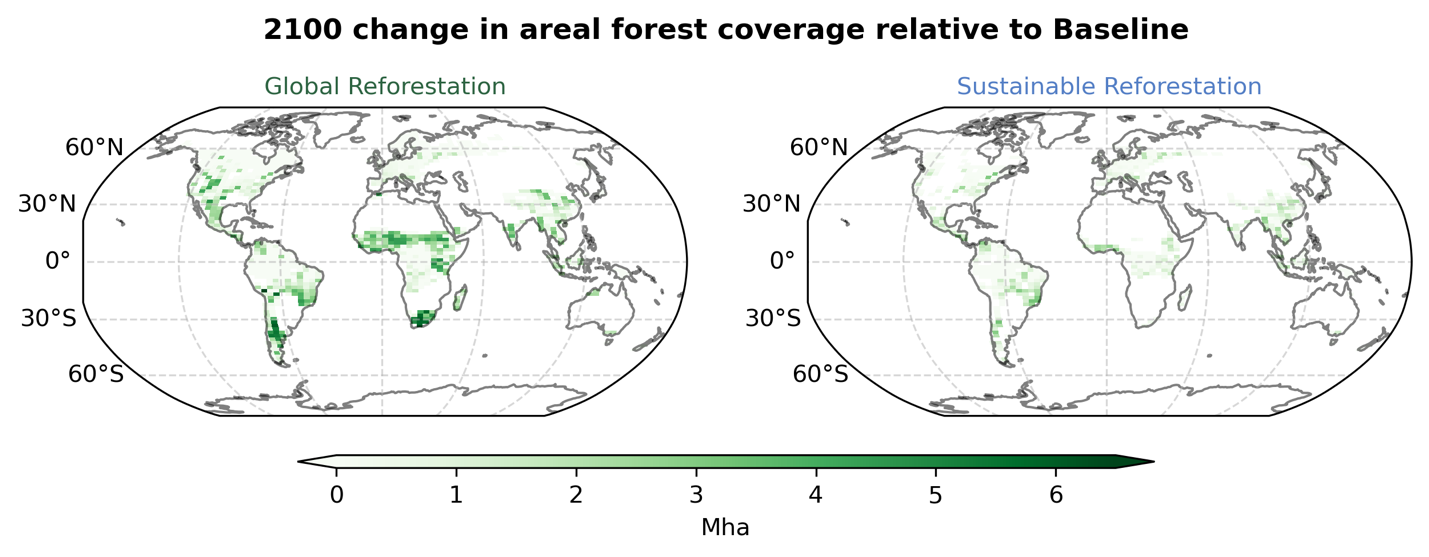 2100 change in areal forest coverage relative to Baseline
Global Reforestation
60°N
30°N
0°
30°S
60°S
Sustainable Reforestation
60°N
30°N
0°
30°S
60°S
0 1 2 3 4 5 6
Mha